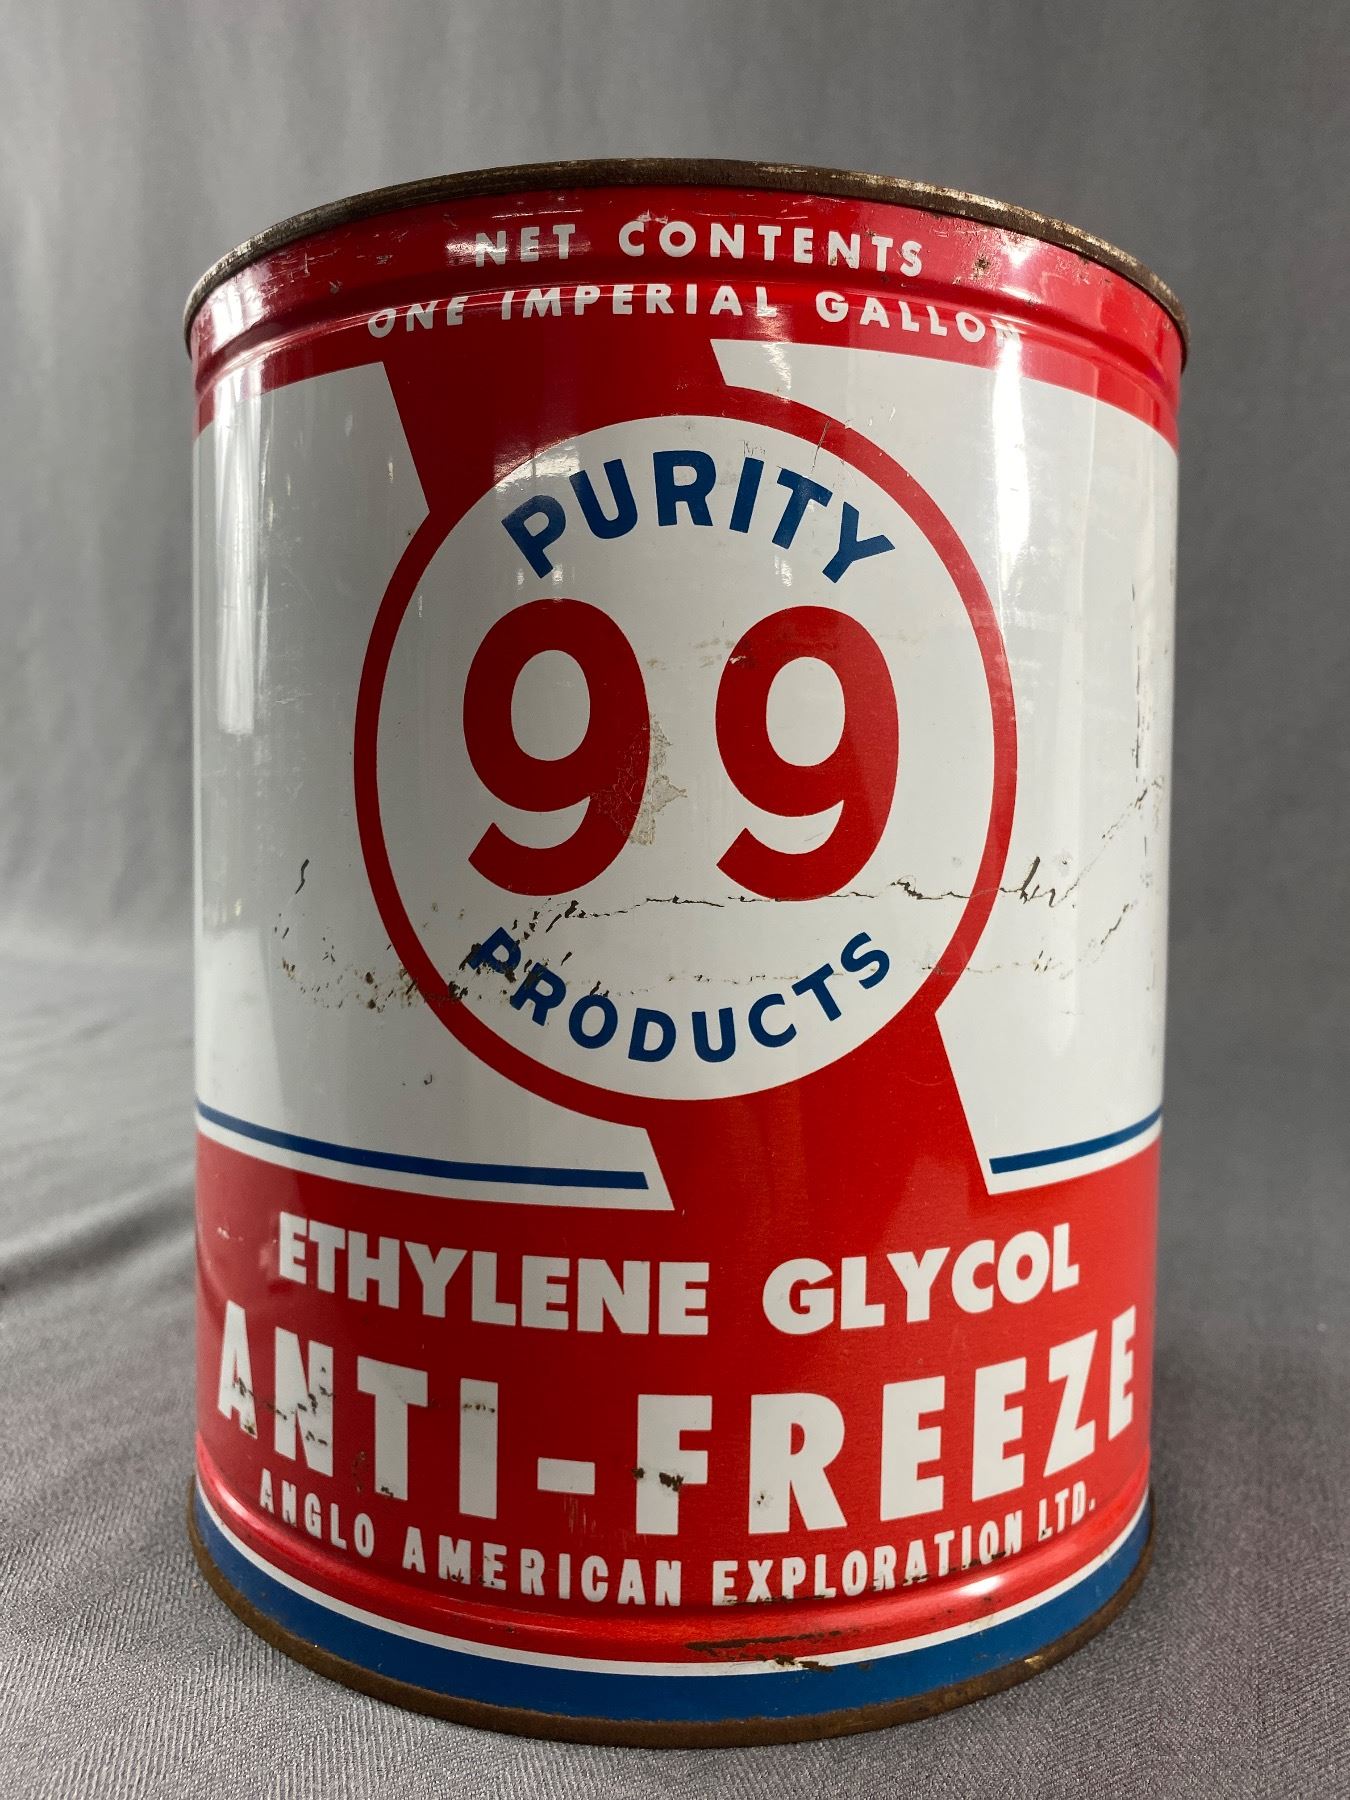 NET CONTENTS
ONE IMPERIAL GALLON
PURITY
99
PRODUCTS
ETHYLENE GLYCOL
ANTI-FREEZE
ANGLO AMERICAN EXPLORATION LTD.